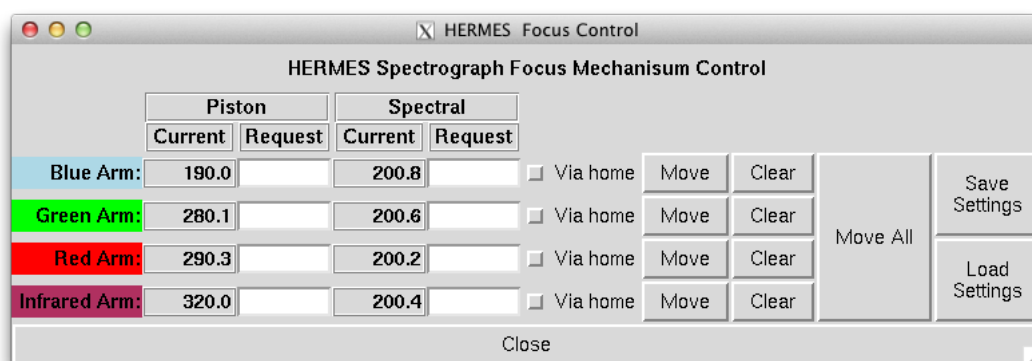 HERMES Focus Control
HERMES Spectrograph Focus Mechanisum Control
Piston Spectral
Current Request Current Request
Blue Arm: 190.0 200.8 Via home Move Clear
Green Arm: 280.1 200.6 Via home Move Clear
Red Arm: 290.3 200.2 Via home Move Clear
Infrared Arm: 320.0 200.4 Via home Move Clear
Move All
Save
Settings
Load
Settings
Close